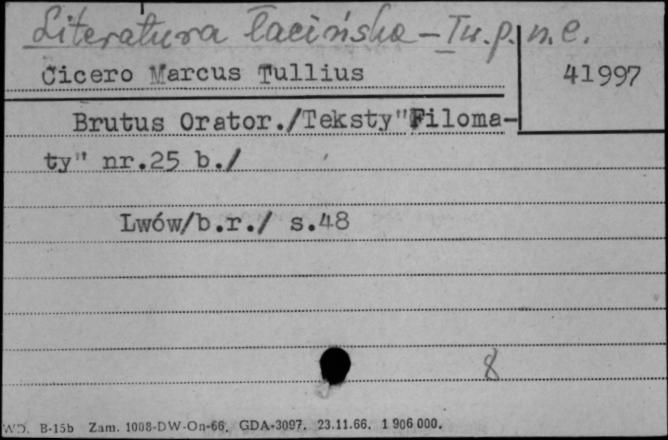 Literatura łacińska - I w. p. n. e.
Cicero Marcus Tullius
41997
Brutus Orator./Teksty"Filoma-
ty" nr.25 b./
Lwów/b.r./ s.48
8
WD. B-15b Zam. 1008-DW-On-66. GDA-3097. 23.11.66. 1 906 000.